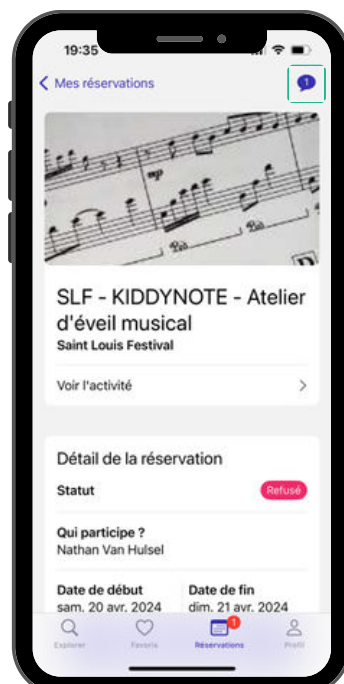 19:35
Mes réservations
1
mp
SLF - KIDDYNOTE - Atelier
d'éveil musical
Saint Louis Festival
Voir l'activité
Détail de la réservation
Statut
Refusé
Qui participe ?
Nathan Van Hulsel
Date de début
Date de fin
sam. 20 avr. 2024
dim. 21 avr. 2024
1
Explorer
Favoris
Réservations
Profil